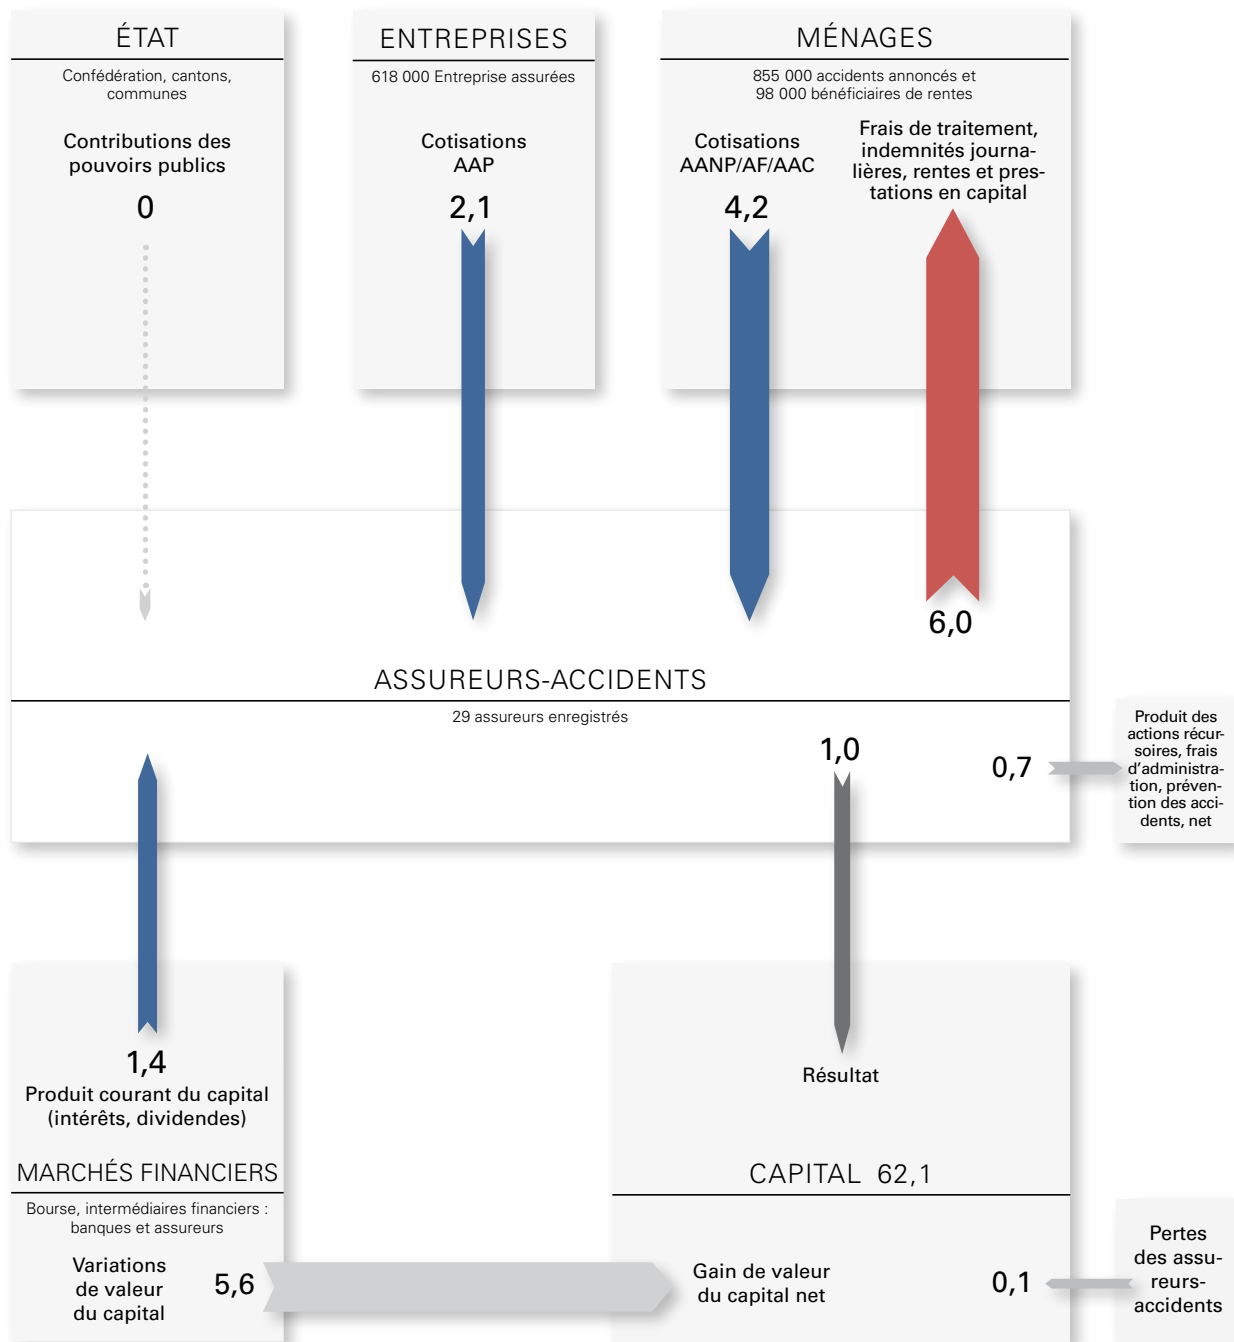 ÉTAT
Confédération, cantons,
communes
Contributions des
pouvoirs publics
0
ENTREPRISES
618 000 Entreprise assurées
Cotisations
AAP
2,1
MÉNAGES
855 000 accidents annoncés et
98 000 bénéficiaires de rentes
Cotisations
AANP/AF/AAC
4,2
Frais de traitement,
indemnités journa-
lières, rentes et pres-
tations en capital
6,0
ASSUREURS-ACCIDENTS
29 assureurs enregistrés
1,0
0,7
Produit des
actions récur-
soires, frais
d'administra-
tion, préven-
tion des acci-
dents, net
1,4
Produit courant du capital
(intérêts, dividendes)
MARCHÉS FINANCIERS
Bourse, intermédiaires financiers :
banques et assureurs
Variations
de valeur
du capital
5,6
Résultat
CAPITAL 62,1
Gain de valeur
du capital net
0,1
Pertes
des assu-
reurs-
accidents